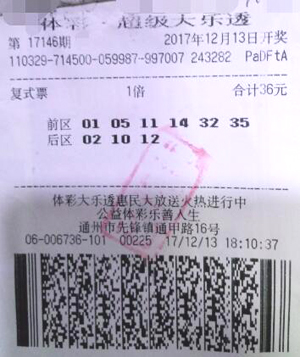 体彩·超级大乐透
第 17146期 2017年12月13日开奖
110329-714500-059987-997007 243282 PaDFtA
复式票 1倍 合计36元
前区 01 05 11 14 32 35
后区 02 10 12
体彩大乐透惠民大放送火热进行中
公益体彩乐善人生
通州市先锋镇通甲路16号
06-006736-101 00225 17/12/13 18:10:37